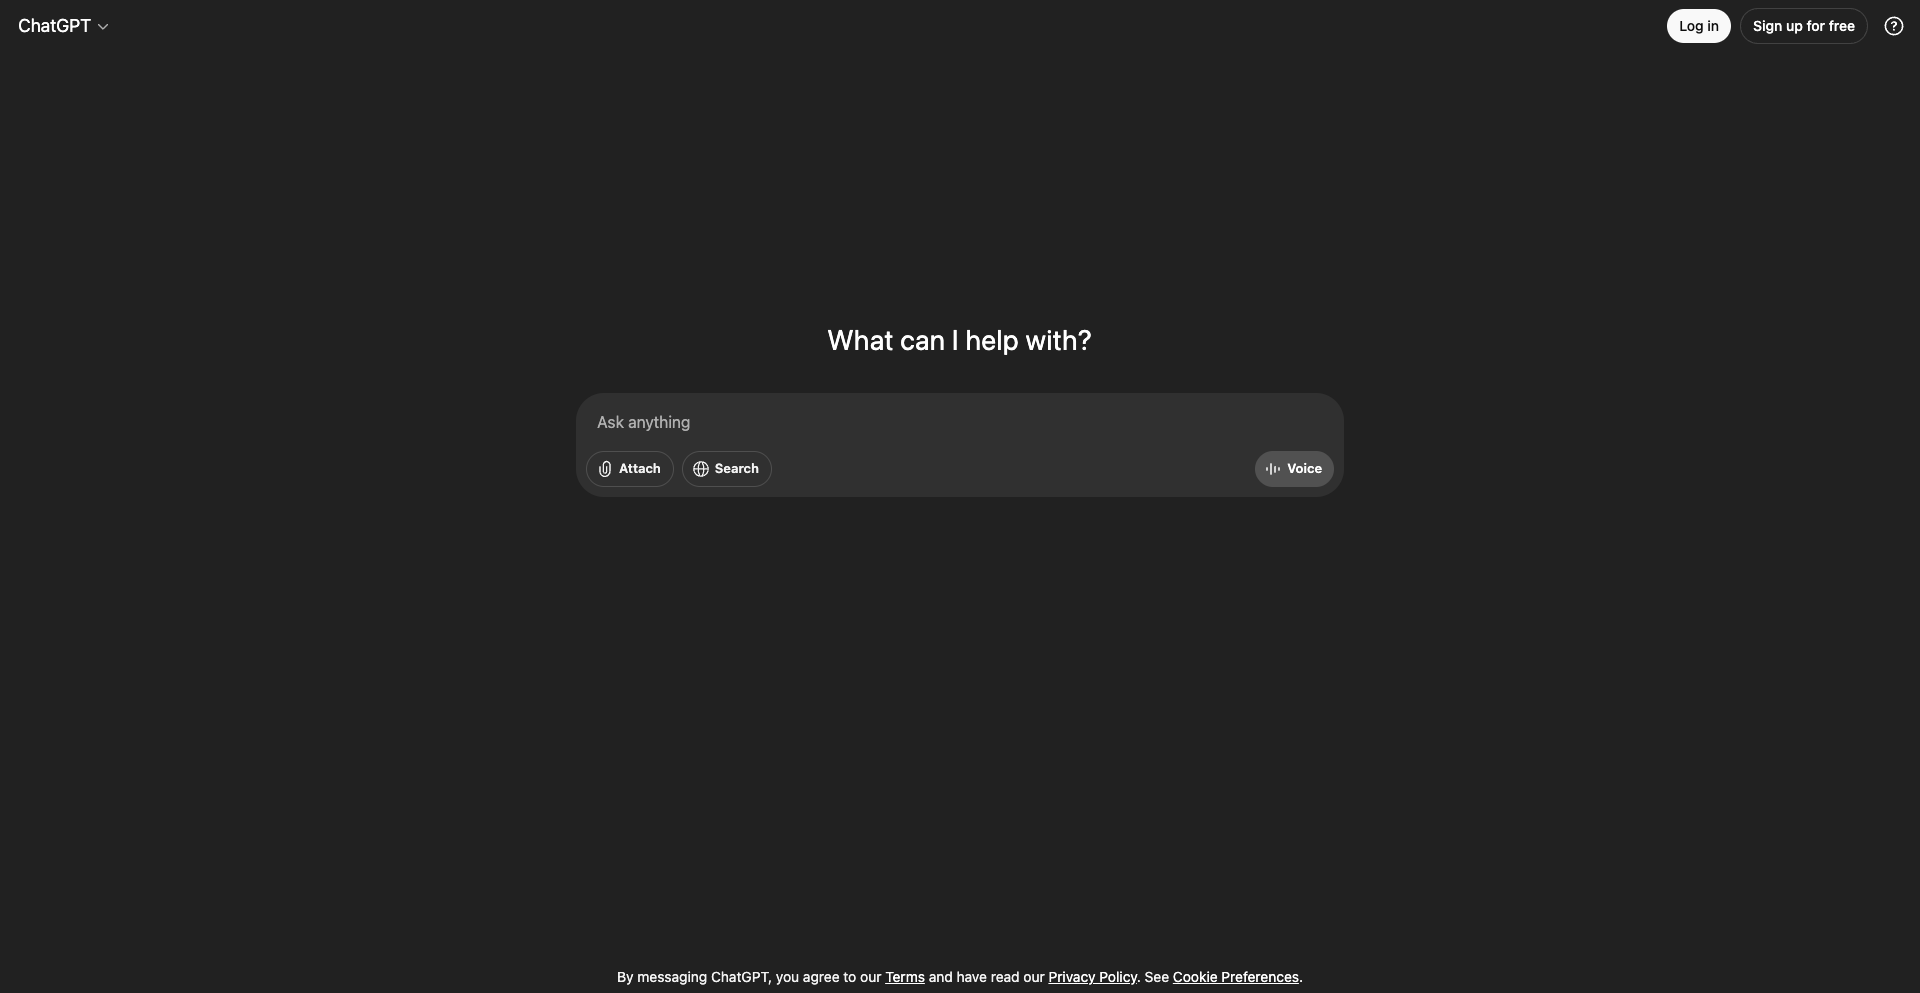 ChatGPT
Log in
Sign up for free
What can I help with?
Ask anything
Attach
Search
Voice
By messaging ChatGPT, you agree to our Terms and have read our Privacy Policy. See Cookie Preferences.